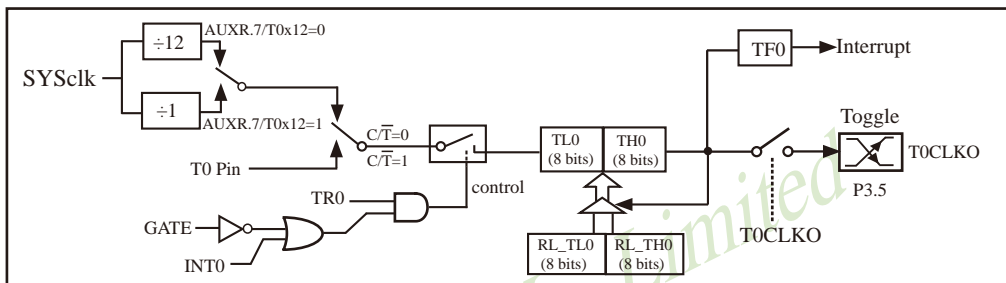 AUXR.7/T0x12=0
÷12
SYSclk
÷1
AUXR.7/T0x12=1
C/T̅=0
C/T̅=1
T0 Pin
control
TR0
GATE
INT0
TL0
(8 bits)
TH0
(8 bits)
RL_TL0
(8 bits)
RL_TH0
(8 bits)
TF0
Interrupt
Toggle
T0CLKO
P3.5
T0CLKO
Limited